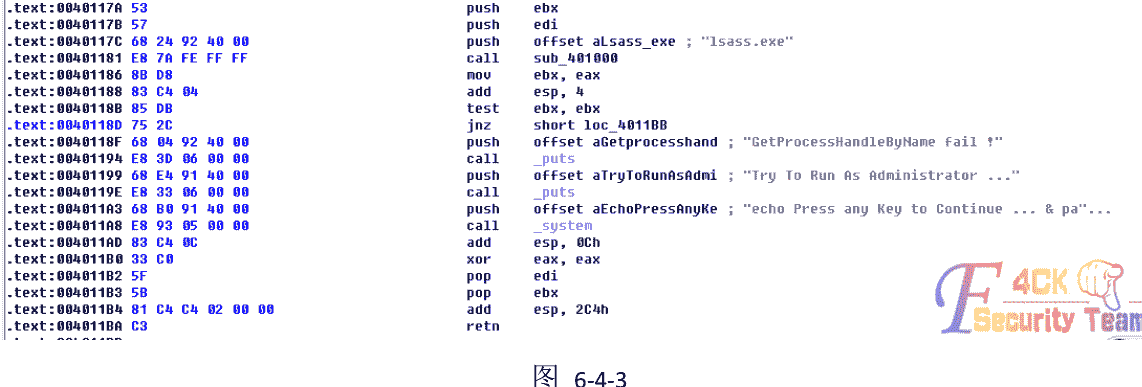 .text:0040117A 53 push ebx
.text:0040117B 57 push edi
.text:0040117C 68 24 92 40 00 push offset aLsass_exe ; "lsass.exe"
.text:00401181 E8 7A FE FF FF call sub_401000
.text:00401186 8B D8 mov ebx, eax
.text:00401188 83 C4 04 add esp, 4
.text:0040118B 85 DB test ebx, ebx
.text:0040118D 75 2C jnz short loc_4011BB
.text:0040118F 68 04 92 40 00 push offset aGetprocesshand ; "GetProcessHandleByName fail !"
.text:00401194 E8 3D 06 00 00 call _puts
.text:00401199 68 E4 91 40 00 push offset aTryToRunAsAdmi ; "Try To Run As Administrator ..."
.text:0040119E E8 33 06 00 00 call _puts
.text:004011A3 68 B0 91 40 00 push offset aEchoPressAnyKe ; "echo Press any Key to Continue ... & pa"...
.text:004011A8 E8 93 05 00 00 call _system
.text:004011AD 83 C4 0C add esp, 0Ch
.text:004011B0 33 C0 xor eax, eax
.text:004011B2 5F pop edi
.text:004011B3 5B pop ebx
.text:004011B4 81 C4 C4 02 00 00 add esp, 2C4h
.text:004011BA C3 retn
F4CK
Security Team
图 6-4-3